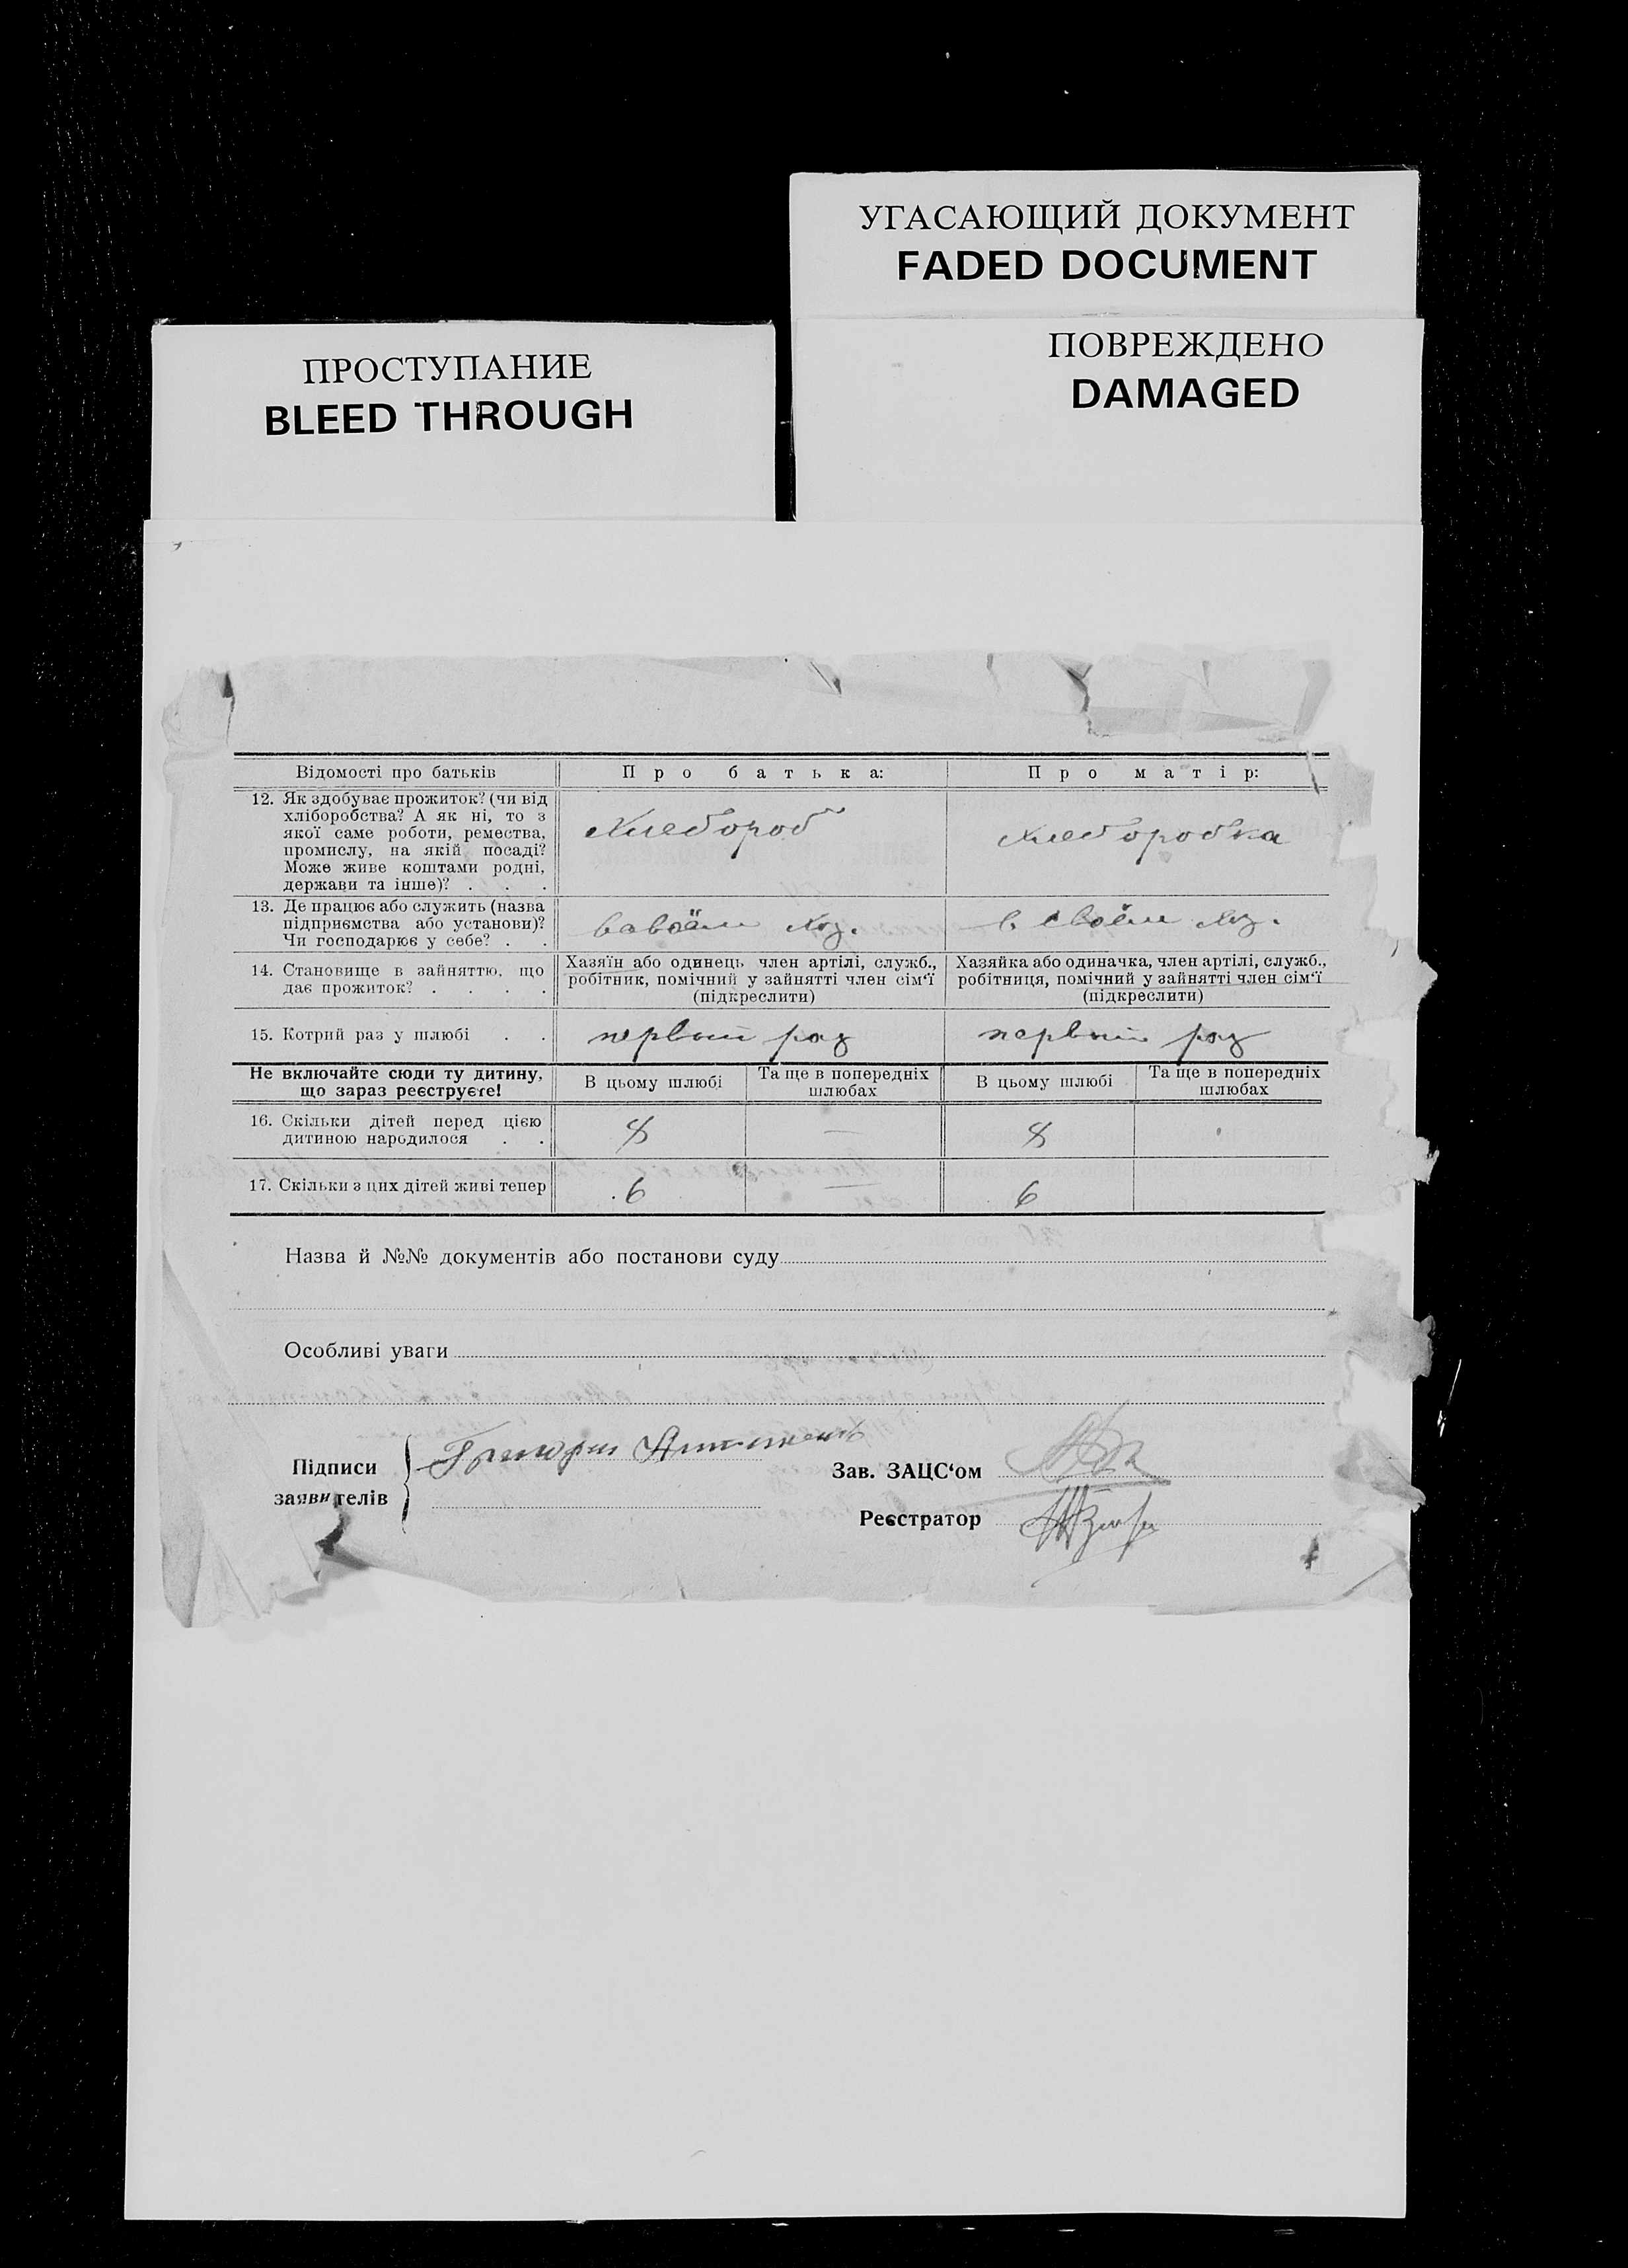 УГАСАЮЩИЙ ДОКУМЕНТ
FADED DOCUMENT
ПОВРЕЖДЕНО
DAMAGED
ПРОСТУПАНИЕ
BLEED THROUGH
Відомості про батьків Про батька: Про матір:
12. Як здобуває прожиток? (чи від
хліборобства? А як ні, то з
якої саме роботи, ремества,
промислу, на якій посаді?
Може живе коштами родні,
держави та інше)? . . .
Хлебороб
хлеборобка
13. Де працює або служить (назва
підприємства або установи)?
Чи господарює у себе? . .
в своём хоз.
14. Становище в зайняттю, що
дає прожиток? . . . .
Хазяїн або одинець член артілі, служб.,
робітник, помічний у зайнятті член сім‘ї
(підкреслити)
Хазяйка або одиначка, член артілі, служб.,
робітниця, помічний у зайнятті член сім‘ї
(підкреслити)
15. Котрий раз у шлюбі . . первый раз первый раз
Не включайте сюди ту дитину,
що зараз реєструєте!
В цьому шлюбі
Та ще в попередніх
шлюбах
В цьому шлюбі
Та ще в попередніх
шлюбах
16. Скільки дітей перед цією
дитиною народилося . .
8 — 8
17. Скільки з цих дітей живі тепер 6 — 6
Назва й №№ документів або постанови суду
Особливі уваги
Підписи
заявителів
Григорий
Зав. ЗАЦС‘ом
Реєстратор